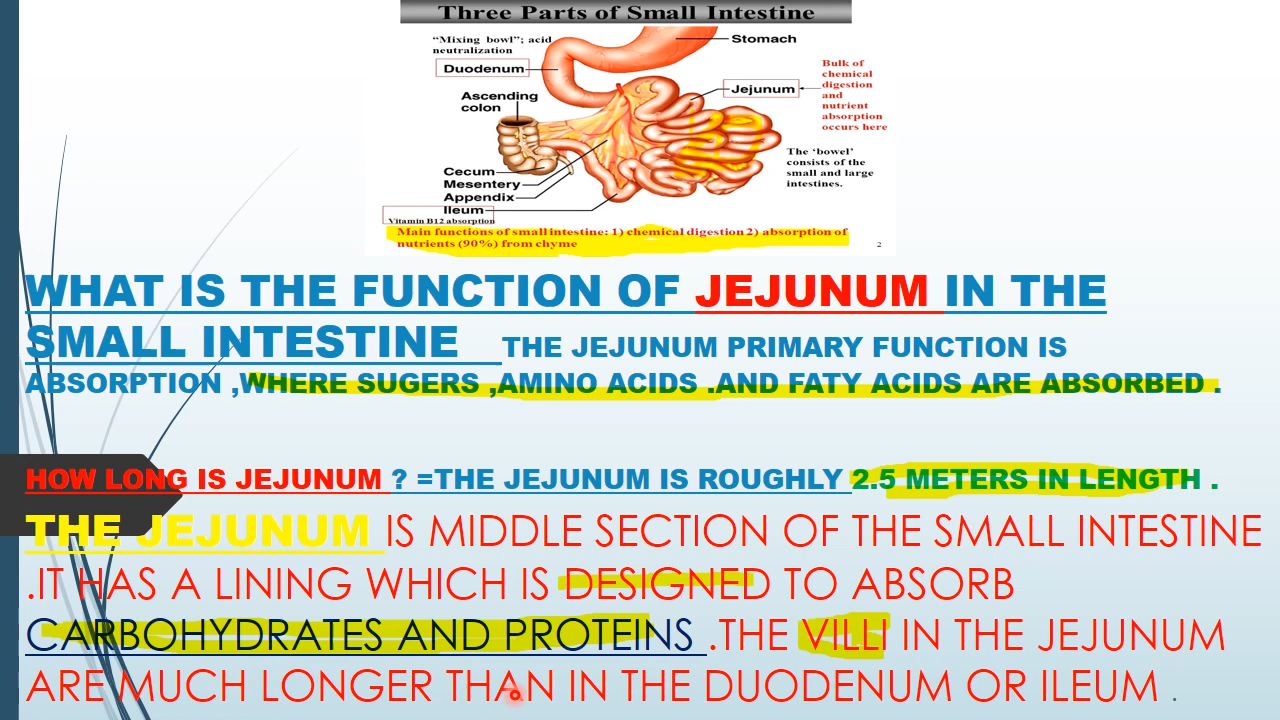 Three Parts of Small Intestine
"Mixing bowl"; acid
neutralization
Duodenum
Stomach
Bulk of
chemical
digestion
and
nutrient
absorption
occurs here
Jejunum
Ascending
colon
The 'bowel'
consists of the
small and large
intestines.
Cecum
Mesentery
Appendix
Ileum
Vitamin B12 absorption
Main functions of small intestine: 1) chemical digestion 2) absorption of
nutrients (90%) from chyme
2
WHAT IS THE FUNCTION OF JEJUNUM IN THE
SMALL INTESTINE THE JEJUNUM PRIMARY FUNCTION IS
ABSORPTION ,WHERE SUGERS ,AMINO ACIDS .AND FATY ACIDS ARE ABSORBED .
HOW LONG IS JEJUNUM ? =THE JEJUNUM IS ROUGHLY 2.5 METERS IN LENGTH .
THE JEJUNUM IS MIDDLE SECTION OF THE SMALL INTESTINE
.IT HAS A LINING WHICH IS DESIGNED TO ABSORB
CARBOHYDRATES AND PROTEINS .THE VILLI IN THE JEJUNUM
ARE MUCH LONGER THAN IN THE DUODENUM OR ILEUM .